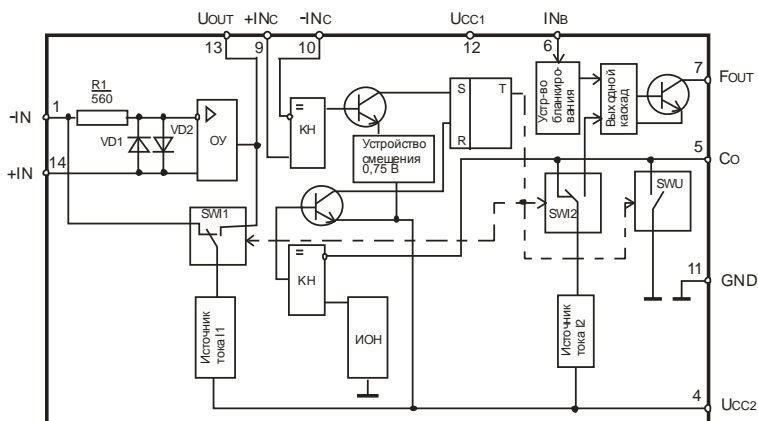 UOUT +INC -INC UCC1 INB
13 9 10 12 6
7 FOUT
R1
560
1
-IN
VD1
VD2
ОУ
14
+IN
=
КН
Устройство
смещения
0,75 В
S T
R
Устр-во
бланкиро-
вания
Выходной
каскад
5
CO
SWI1
SWI2
SWU
=
КН
11
GND
Источник
тока I1
ИОН
Источник
тока I2
4
UCC2